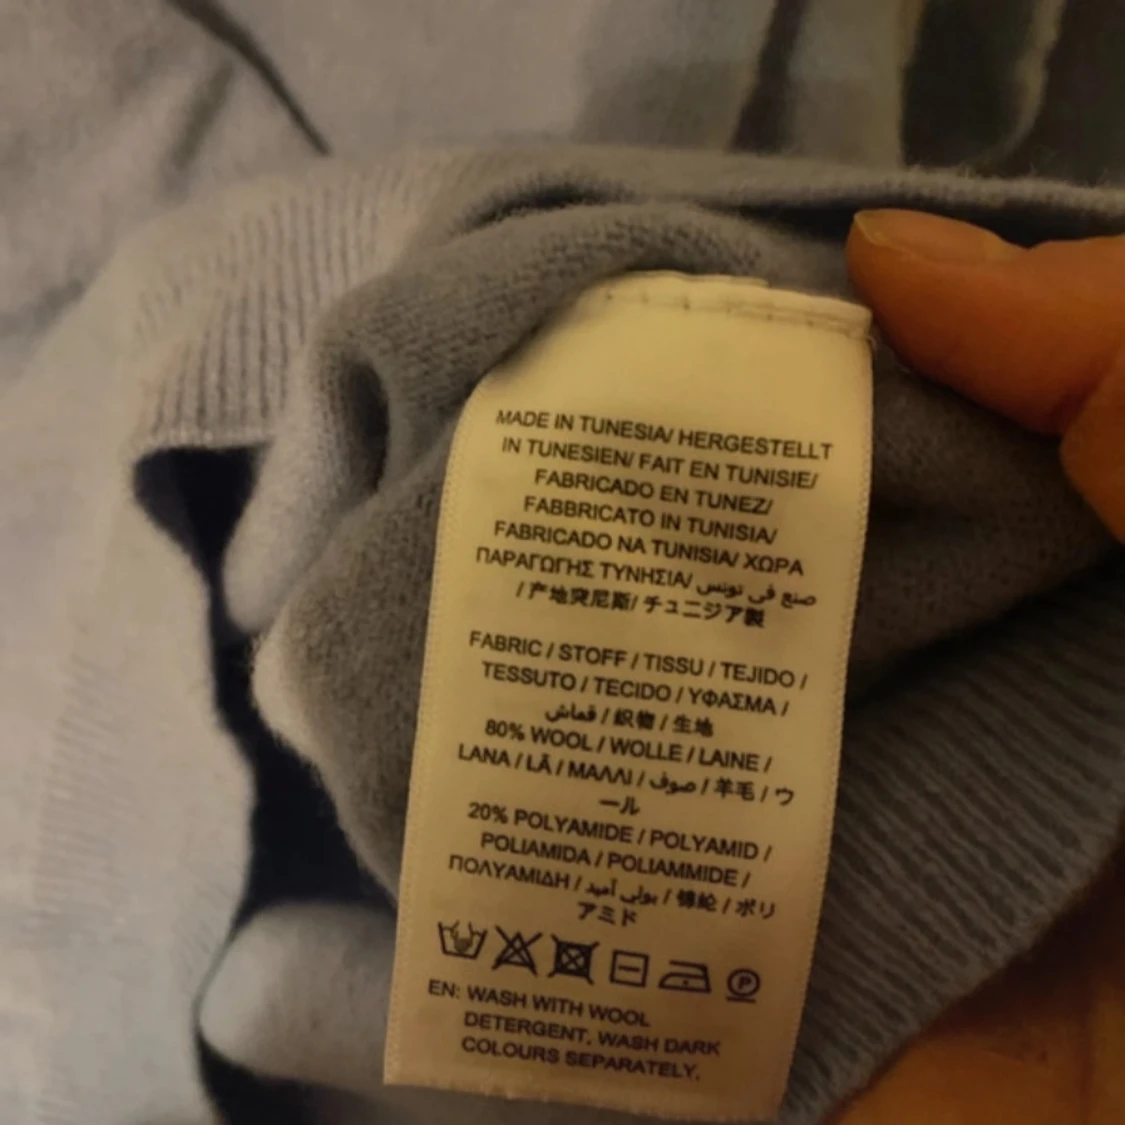 MADE IN TUNESIA/ HERGESTELLT
IN TUNESIEN/ FAIT EN TUNISIE/
FABRICADO EN TUNEZ/
FABBRICATO IN TUNISIA/
FABRICADO NA TUNISIA/ ΧΩΡΑ
ΠΑΡΑΓΩΓΗΣ ΤΥΝΗΣΙΑ/ صنع في تونس
/ 产地突尼斯/ チュニジア製
FABRIC / STOFF / TISSU / TEJIDO /
TESSUTO / TECIDO / ΥΦΑΣΜΑ /
قماش / 織物 / 生地
80% WOOL / WOLLE / LAINE /
LANA / LÃ / ΜΑΛΛΙ / صوف / 羊毛 / ウ
ール
20% POLYAMIDE / POLYAMID /
POLIAMIDA / POLIAMMIDE /
ΠΟΛΥΑΜΙΔΗ / بولي أميد / 锦纶 / ポリ
アミド
P
EN: WASH WITH WOOL
DETERGENT, WASH DARK
COLOURS SEPARATELY.